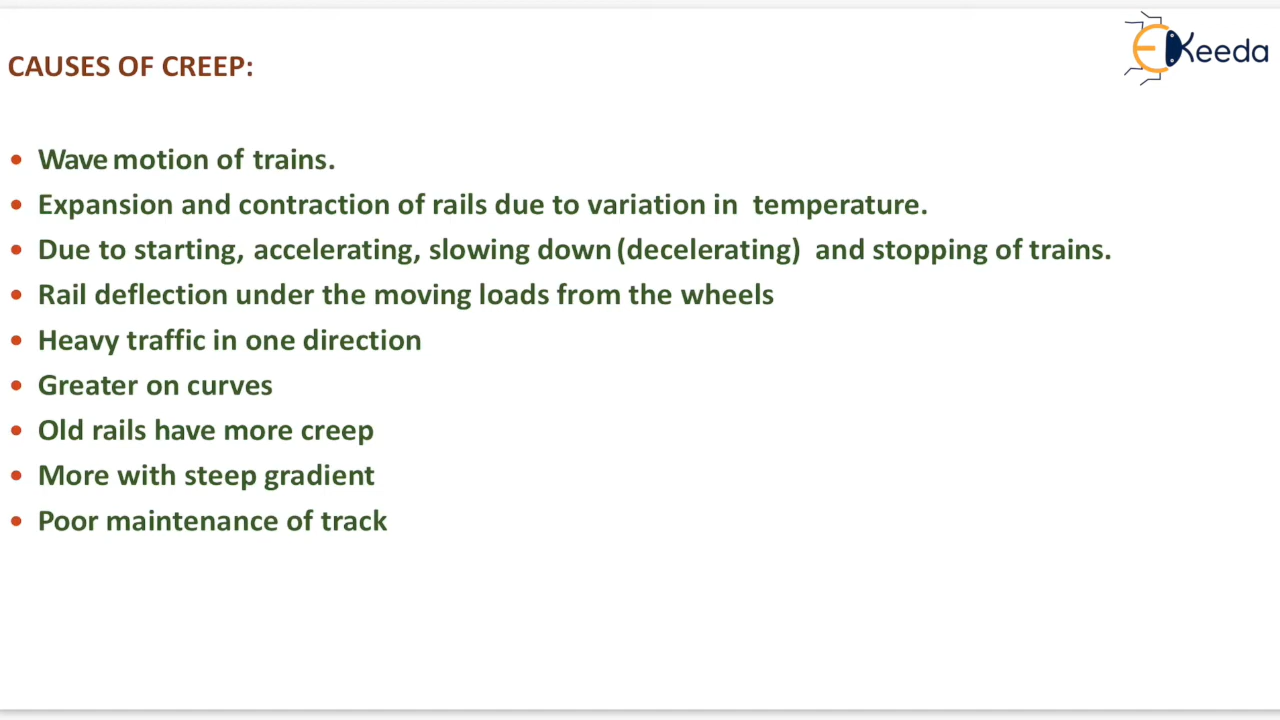 EKeeda
CAUSES OF CREEP:
• Wave motion of trains.
• Expansion and contraction of rails due to variation in temperature.
• Due to starting, accelerating, slowing down (decelerating) and stopping of trains.
• Rail deflection under the moving loads from the wheels
• Heavy traffic in one direction
• Greater on curves
• Old rails have more creep
• More with steep gradient
• Poor maintenance of track